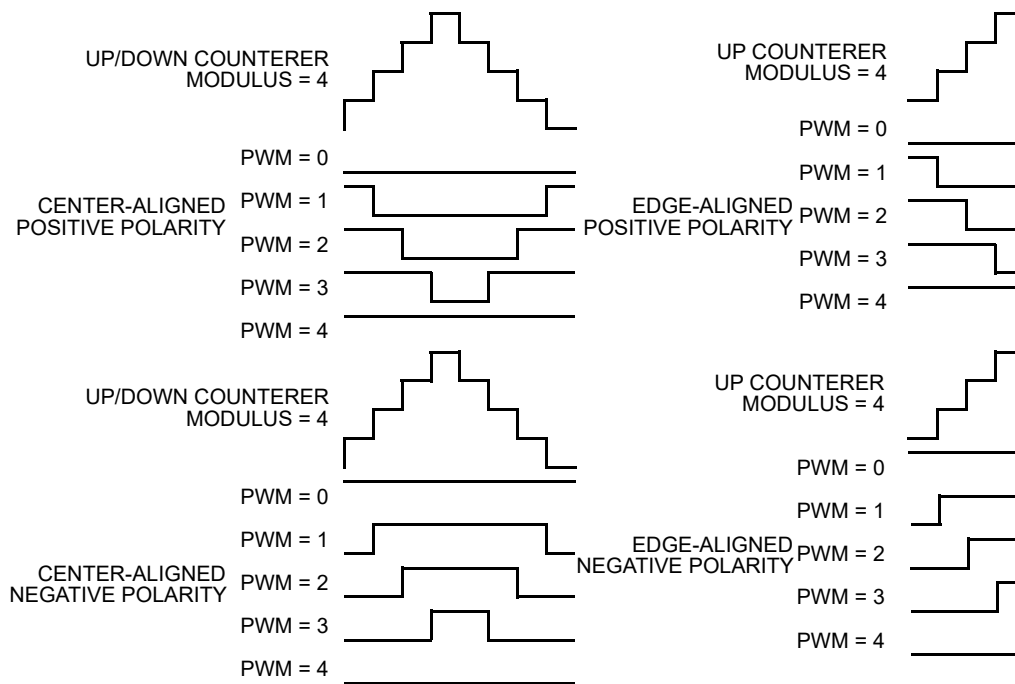 UP/DOWN COUNTERER
MODULUS = 4
PWM = 0
PWM = 1
CENTER-ALIGNED
POSITIVE POLARITY
PWM = 2
PWM = 3
PWM = 4
UP COUNTERER
MODULUS = 4
PWM = 0
PWM = 1
EDGE-ALIGNED
POSITIVE POLARITY
PWM = 2
PWM = 3
PWM = 4
UP/DOWN COUNTERER
MODULUS = 4
PWM = 0
PWM = 1
CENTER-ALIGNED
NEGATIVE POLARITY
PWM = 2
PWM = 3
PWM = 4
UP COUNTERER
MODULUS = 4
PWM = 0
PWM = 1
EDGE-ALIGNED
NEGATIVE POLARITY
PWM = 2
PWM = 3
PWM = 4